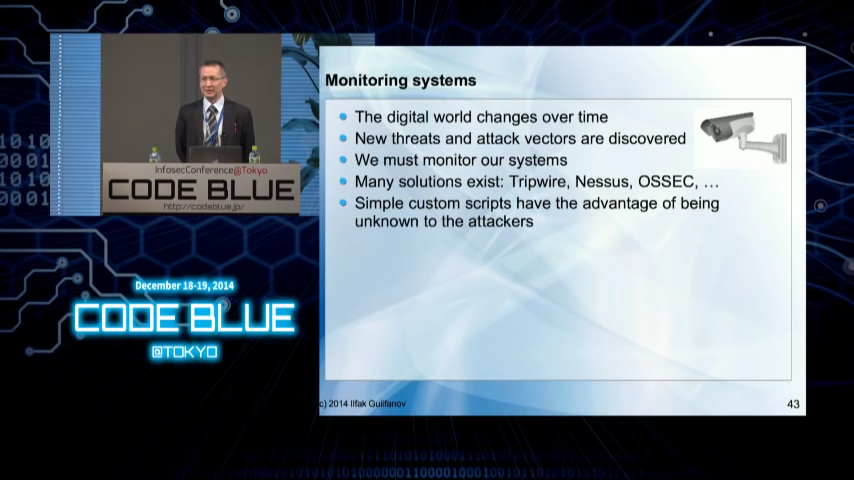 Monitoring systems
The digital world changes over time
New threats and attack vectors are discovered
We must monitor our systems
Many solutions exist: Tripwire, Nessus, OSSEC, …
Simple custom scripts have the advantage of being
unknown to the attackers
c) 2014 Ilfak Guilfanov
43
InfosecConference@Tokyo
CODE BLUE
http://codeblue.jp/
December 18-19, 2014
CODE BLUE
@TOKYO